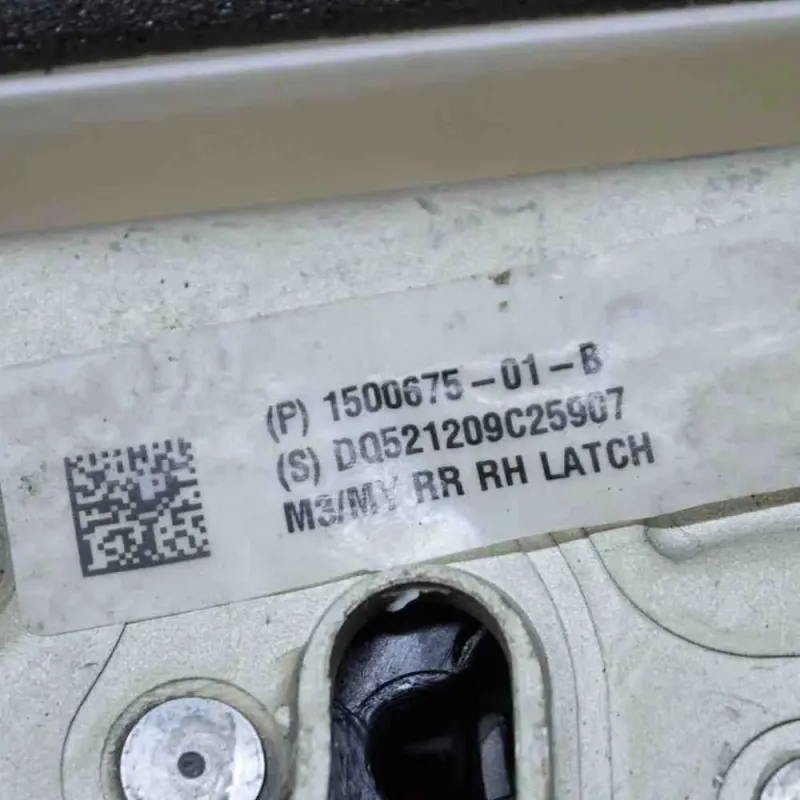 (P) 1500675-01-B
(S) DQ521209C25907
M3/MY RR RH LATCH